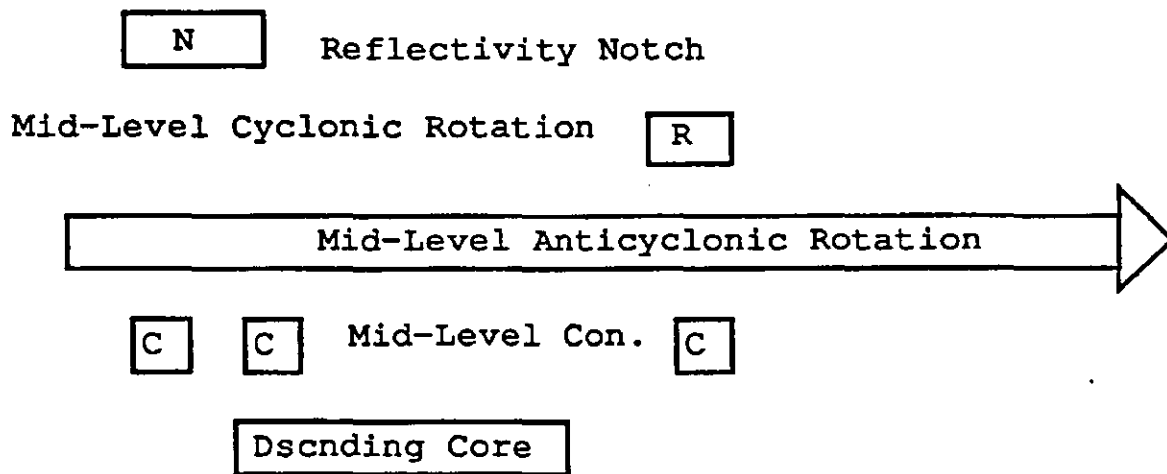 N Reflectivity Notch
Mid-Level Cyclonic Rotation R
Mid-Level Anticyclonic Rotation
C C Mid-Level Con. C
Dscnding Core